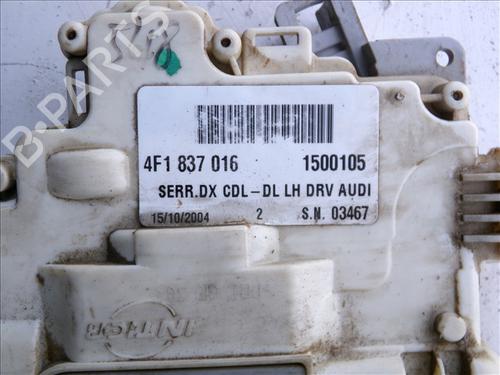 B-PARTS
4F1 837 016 1500105
SERR.DX CDL-DL LH DRV AUDI
15/10/2004 2 S.N. 03467